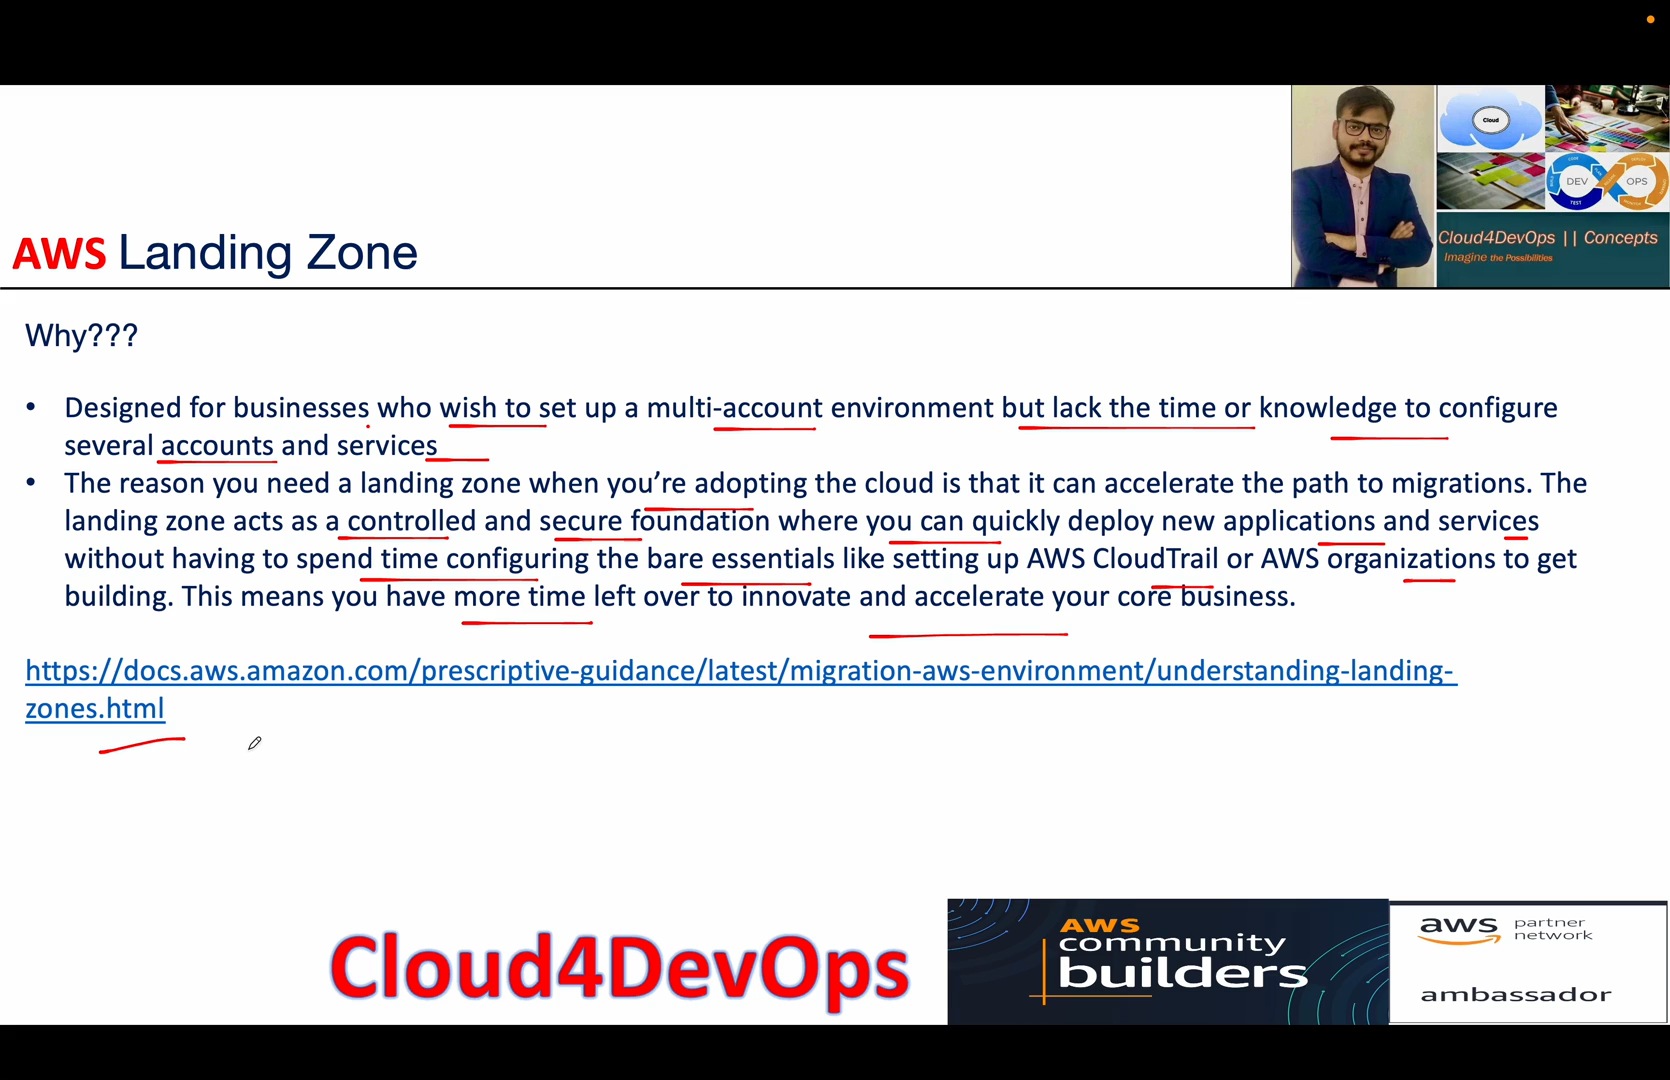 Cloud
DEV
OPS
TEST
Cloud4DevOps || Concepts
Imagine the Possibilities
AWS Landing Zone
Why???
• Designed for businesses who wish to set up a multi-account environment but lack the time or knowledge to configure
several accounts and services
• The reason you need a landing zone when you’re adopting the cloud is that it can accelerate the path to migrations. The
landing zone acts as a controlled and secure foundation where you can quickly deploy new applications and services
without having to spend time configuring the bare essentials like setting up AWS CloudTrail or AWS organizations to get
building. This means you have more time left over to innovate and accelerate your core business.
https://docs.aws.amazon.com/prescriptive-guidance/latest/migration-aws-environment/understanding-landing-
zones.html
Cloud4DevOps
AWS
community
builders
aws partner
network
ambassador